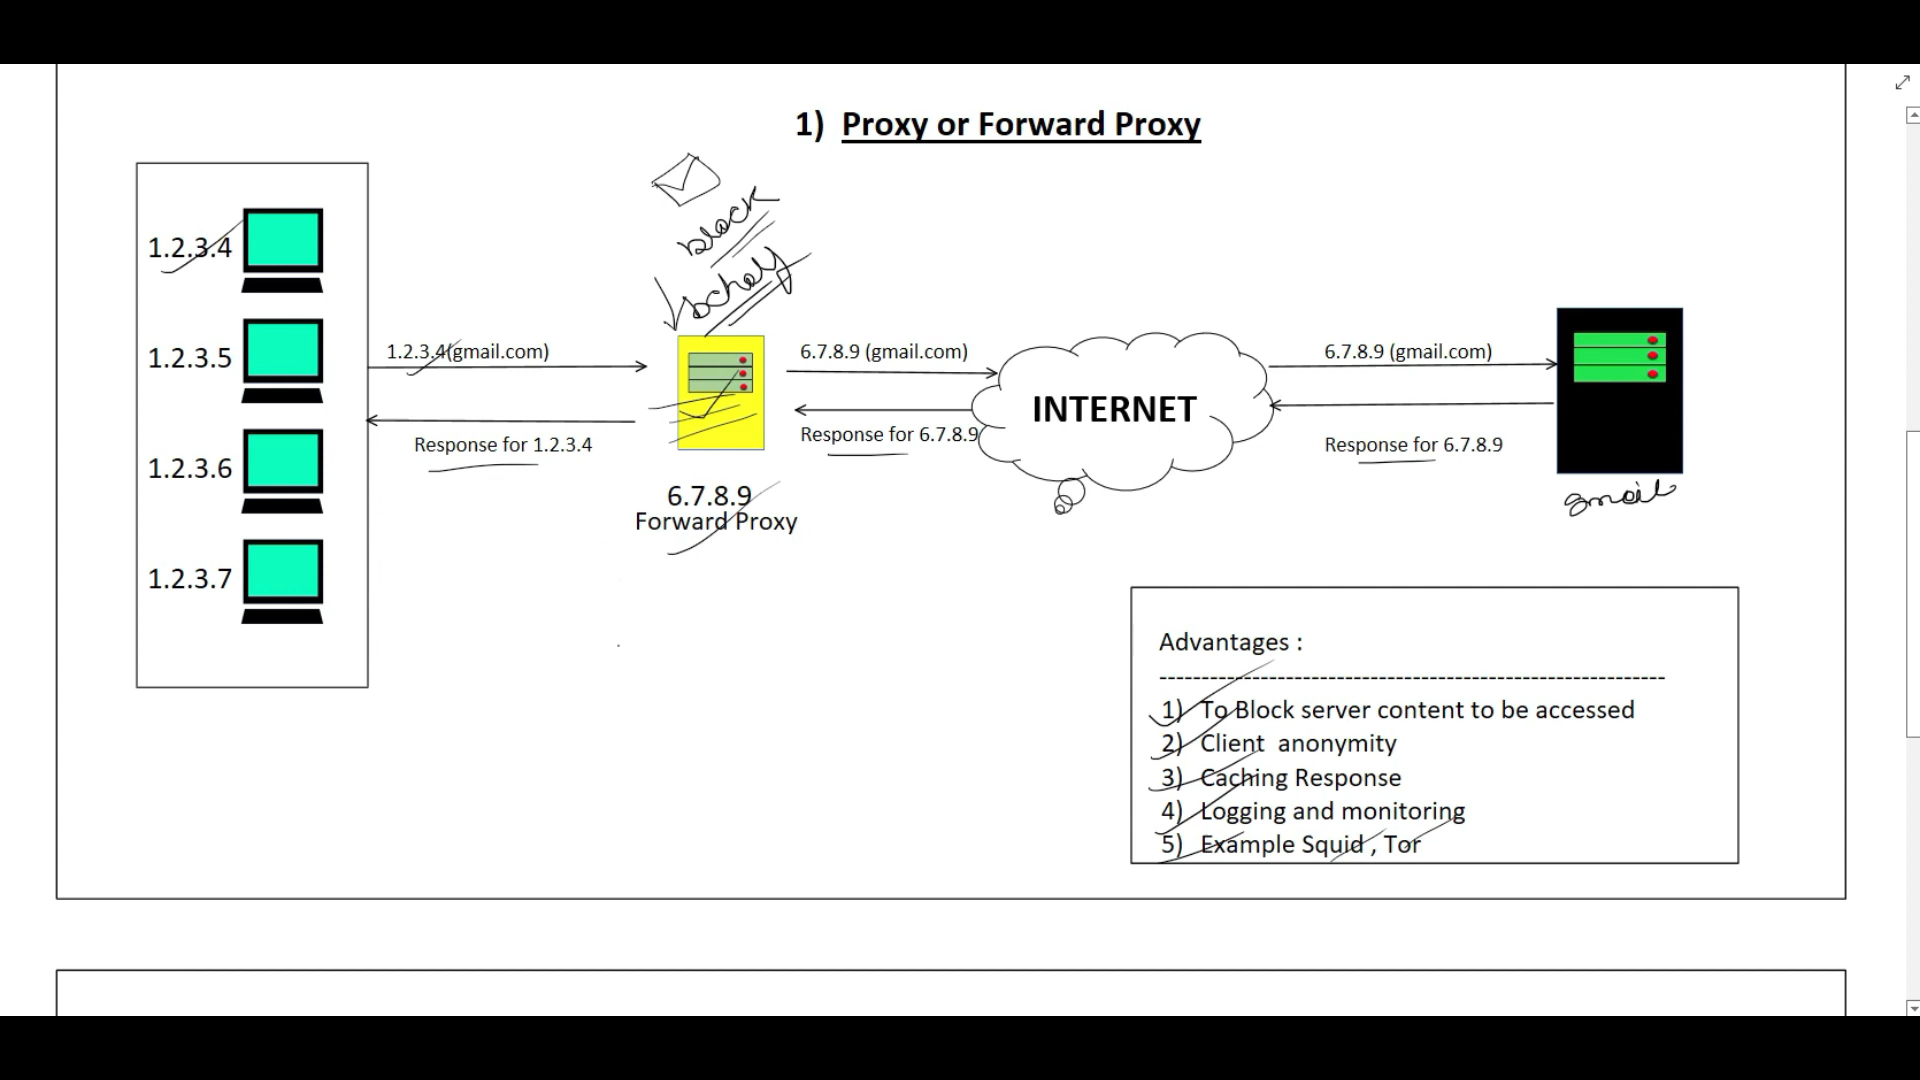 1) Proxy or Forward Proxy
block
1.2.3.4
1.2.3.5
1.2.3.6
1.2.3.7
1.2.3.4(gmail.com)
Response for 1.2.3.4
6.7.8.9
Forward Proxy
6.7.8.9 (gmail.com)
Response for 6.7.8.9
INTERNET
6.7.8.9 (gmail.com)
Response for 6.7.8.9
gmail
Advantages :
------------------------------------------------------------
1) To Block server content to be accessed
2) Client anonymity
3) Caching Response
4) Logging and monitoring
5) Example Squid , Tor